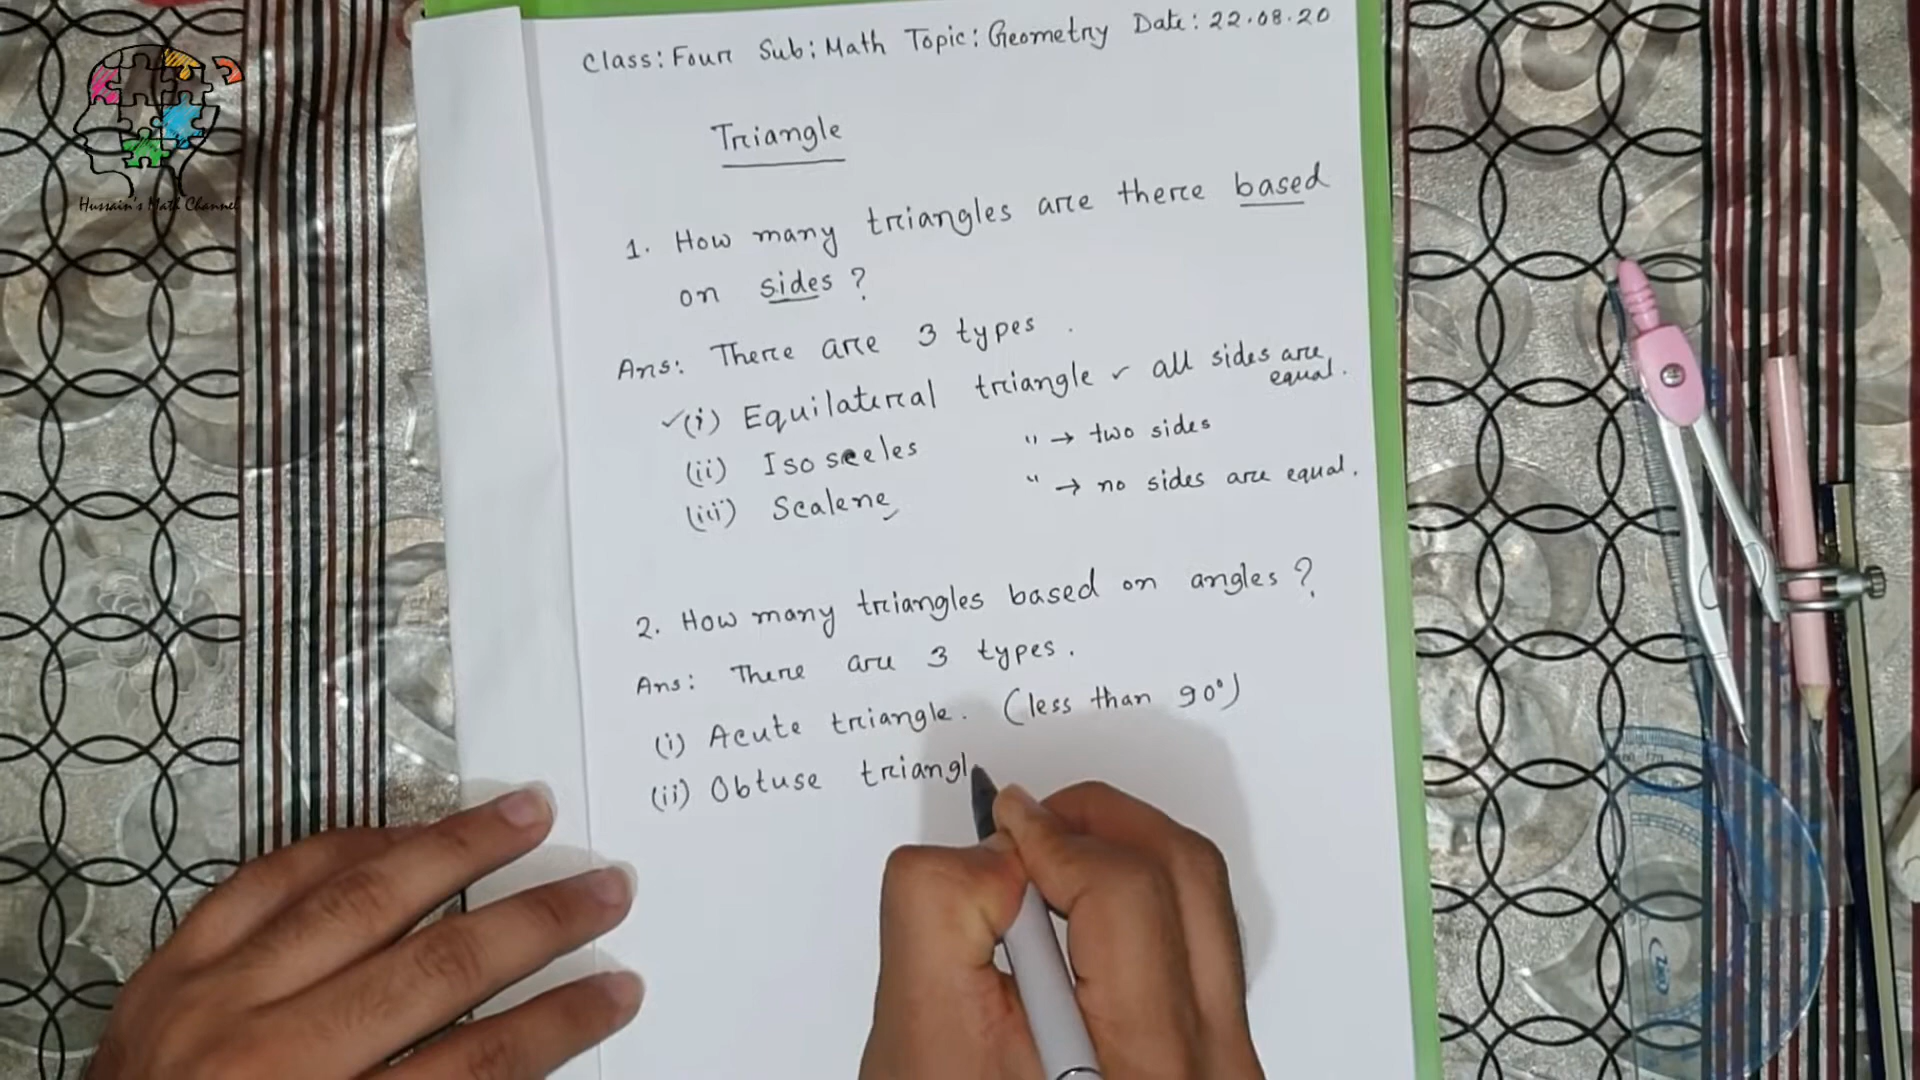 Hussain's Math Channel
Class: Four Sub: Math Topic: Geometry Date: 22.08.20
Triangle
1. How many triangles are there based
on sides ?
Ans: There are 3 types .
(i) Equilateral triangle all sides are
equal.
(ii) Isosceles " → two sides
(iii) Scalene " → no sides are equal.
2. How many triangles based on angles ?
Ans: There are 3 types.
(i) Acute triangle. (less than 90°)
(ii) Obtuse triangl